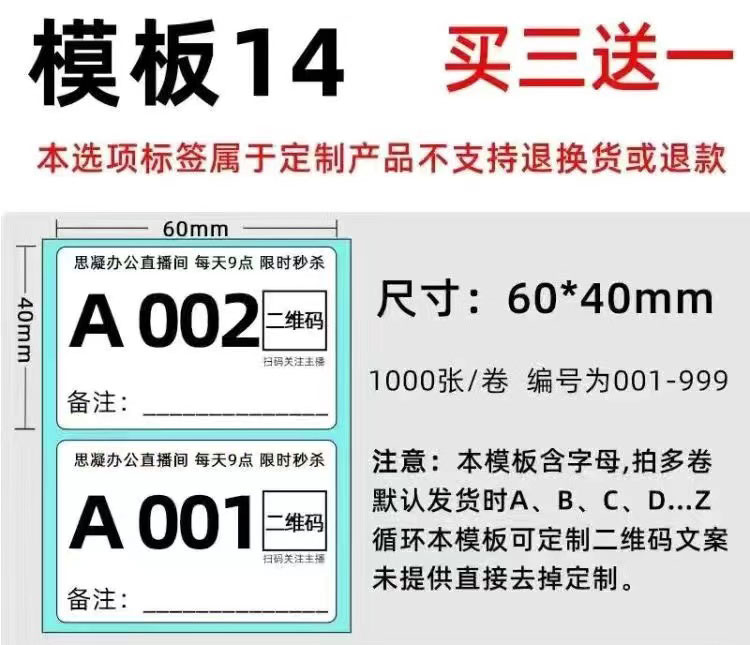 模板14
买三送一
本选项标签属于定制产品不支持退换货或退款
60mm
40mm
思凝办公直播间 每天9点 限时秒杀
A 002
二维码
扫码关注主播
备注：______________
思凝办公直播间 每天9点 限时秒杀
A 001
二维码
扫码关注主播
备注：______________
尺寸：60*40mm
1000张/卷 编号为001-999
注意：本模板含字母,拍多卷
默认发货时A、B、C、D...Z
循环本模板可定制二维码文案
未提供直接去掉定制。